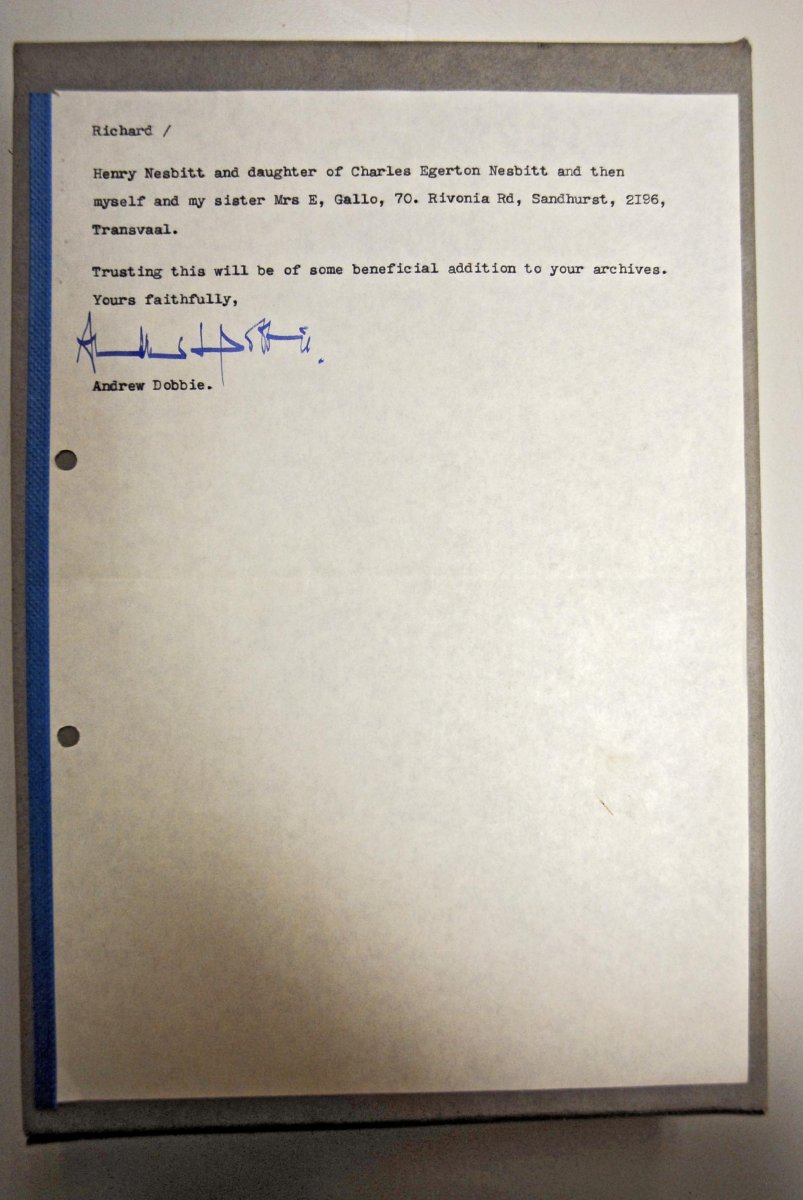 Richard /
Henry Nesbitt and daughter of Charles Egerton Nesbitt and then
myself and my sister Mrs E, Gallo, 70. Rivonia Rd, Sandhurst, 2I96,
Transvaal.
Trusting this will be of some beneficial addition to your archives.
Yours faithfully,
Andrew Dobbie.